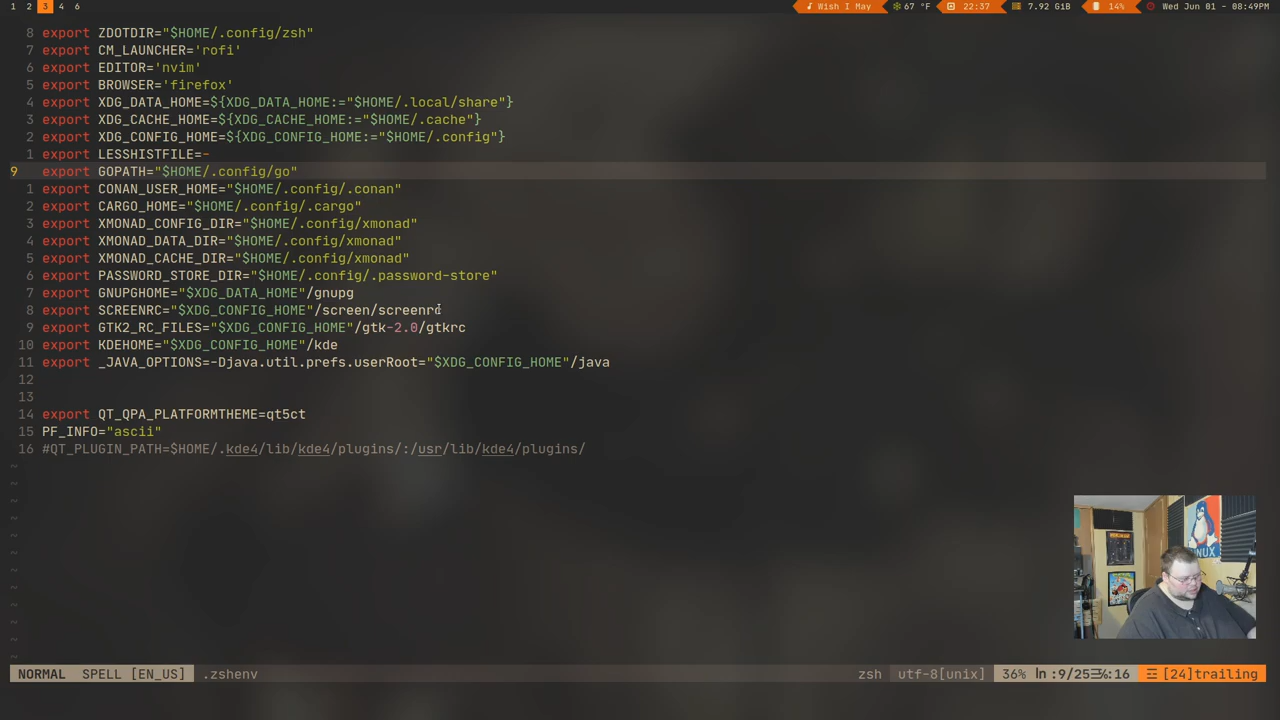 1 2 3 4 6
Wish I May 67 °F 22:37 7.92 GiB 14% Wed Jun 01 - 08:49PM
8 export ZDOTDIR="$HOME/.config/zsh"
7 export CM_LAUNCHER='rofi'
6 export EDITOR='nvim'
5 export BROWSER='firefox'
4 export XDG_DATA_HOME=${XDG_DATA_HOME:="$HOME/.local/share"}
3 export XDG_CACHE_HOME=${XDG_CACHE_HOME:="$HOME/.cache"}
2 export XDG_CONFIG_HOME=${XDG_CONFIG_HOME:="$HOME/.config"}
1 export LESSHISTFILE=-
9 export GOPATH="$HOME/.config/go"
1 export CONAN_USER_HOME="$HOME/.config/.conan"
2 export CARGO_HOME="$HOME/.config/.cargo"
3 export XMONAD_CONFIG_DIR="$HOME/.config/xmonad"
4 export XMONAD_DATA_DIR="$HOME/.config/xmonad"
5 export XMONAD_CACHE_DIR="$HOME/.config/xmonad"
6 export PASSWORD_STORE_DIR="$HOME/.config/.password-store"
7 export GNUPGHOME="$XDG_DATA_HOME"/gnupg
8 export SCREENRC="$XDG_CONFIG_HOME"/screen/screenrc
9 export GTK2_RC_FILES="$XDG_CONFIG_HOME"/gtk-2.0/gtkrc
10 export KDEHOME="$XDG_CONFIG_HOME"/kde
11 export _JAVA_OPTIONS=-Djava.util.prefs.userRoot="$XDG_CONFIG_HOME"/java
12
13
14 export QT_QPA_PLATFORMTHEME=qt5ct
15 PF_INFO="ascii"
16 #QT_PLUGIN_PATH=$HOME/.kde4/lib/kde4/plugins/:/usr/lib/kde4/plugins/
~
~
~
~
~
~
~
~
~
~
~
~
NORMAL SPELL [EN_US] .zshenv zsh utf-8[unix] 36% ln :9/25☰℅:16 ☲ [24]trailing